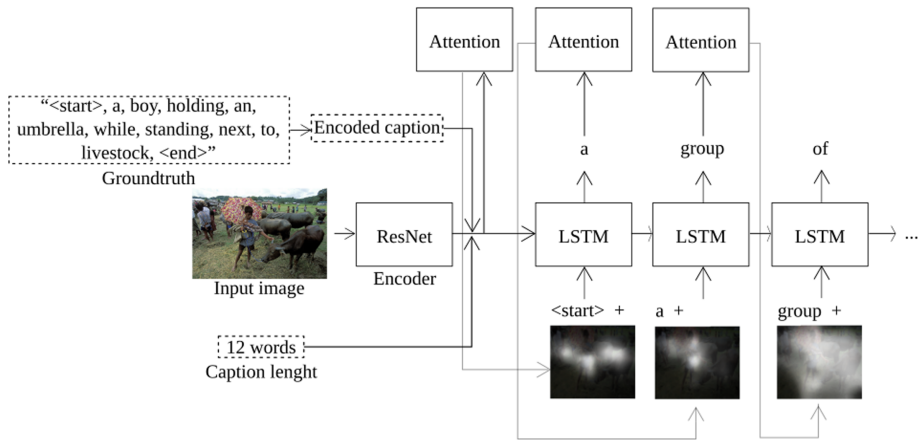 Attention
Attention
Attention
“<start>, a, boy, holding, an,
umbrella, while, standing, next, to,
livestock, <end>”
Groundtruth
Encoded caption
a
group
of
Input image
ResNet
Encoder
LSTM
LSTM
LSTM
...
12 words
Caption lenght
<start> +
a +
group +